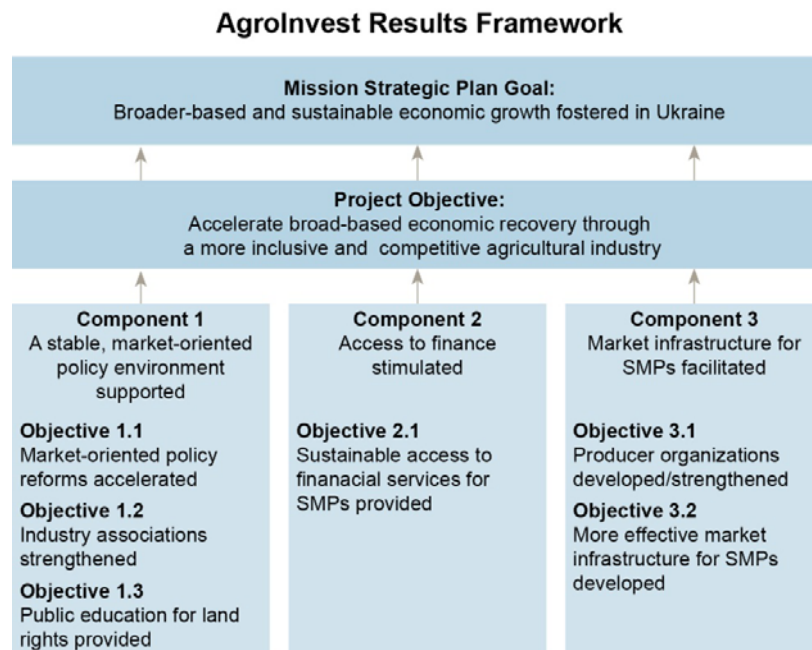 AgroInvest Results Framework
Mission Strategic Plan Goal:
Broader-based and sustainable economic growth fostered in Ukraine
Project Objective:
Accelerate broad-based economic recovery through
a more inclusive and competitive agricultural industry
Component 1
A stable, market-oriented
policy environment
supported
Objective 1.1
Market-oriented policy
reforms accelerated
Objective 1.2
Industry associations
strengthened
Objective 1.3
Public education for land
rights provided
Component 2
Access to finance
stimulated
Objective 2.1
Sustainable access to
finanacial services for
SMPs provided
Component 3
Market infrastructure for
SMPs facilitated
Objective 3.1
Producer organizations
developed/strengthened
Objective 3.2
More effective market
infrastructure for SMPs
developed